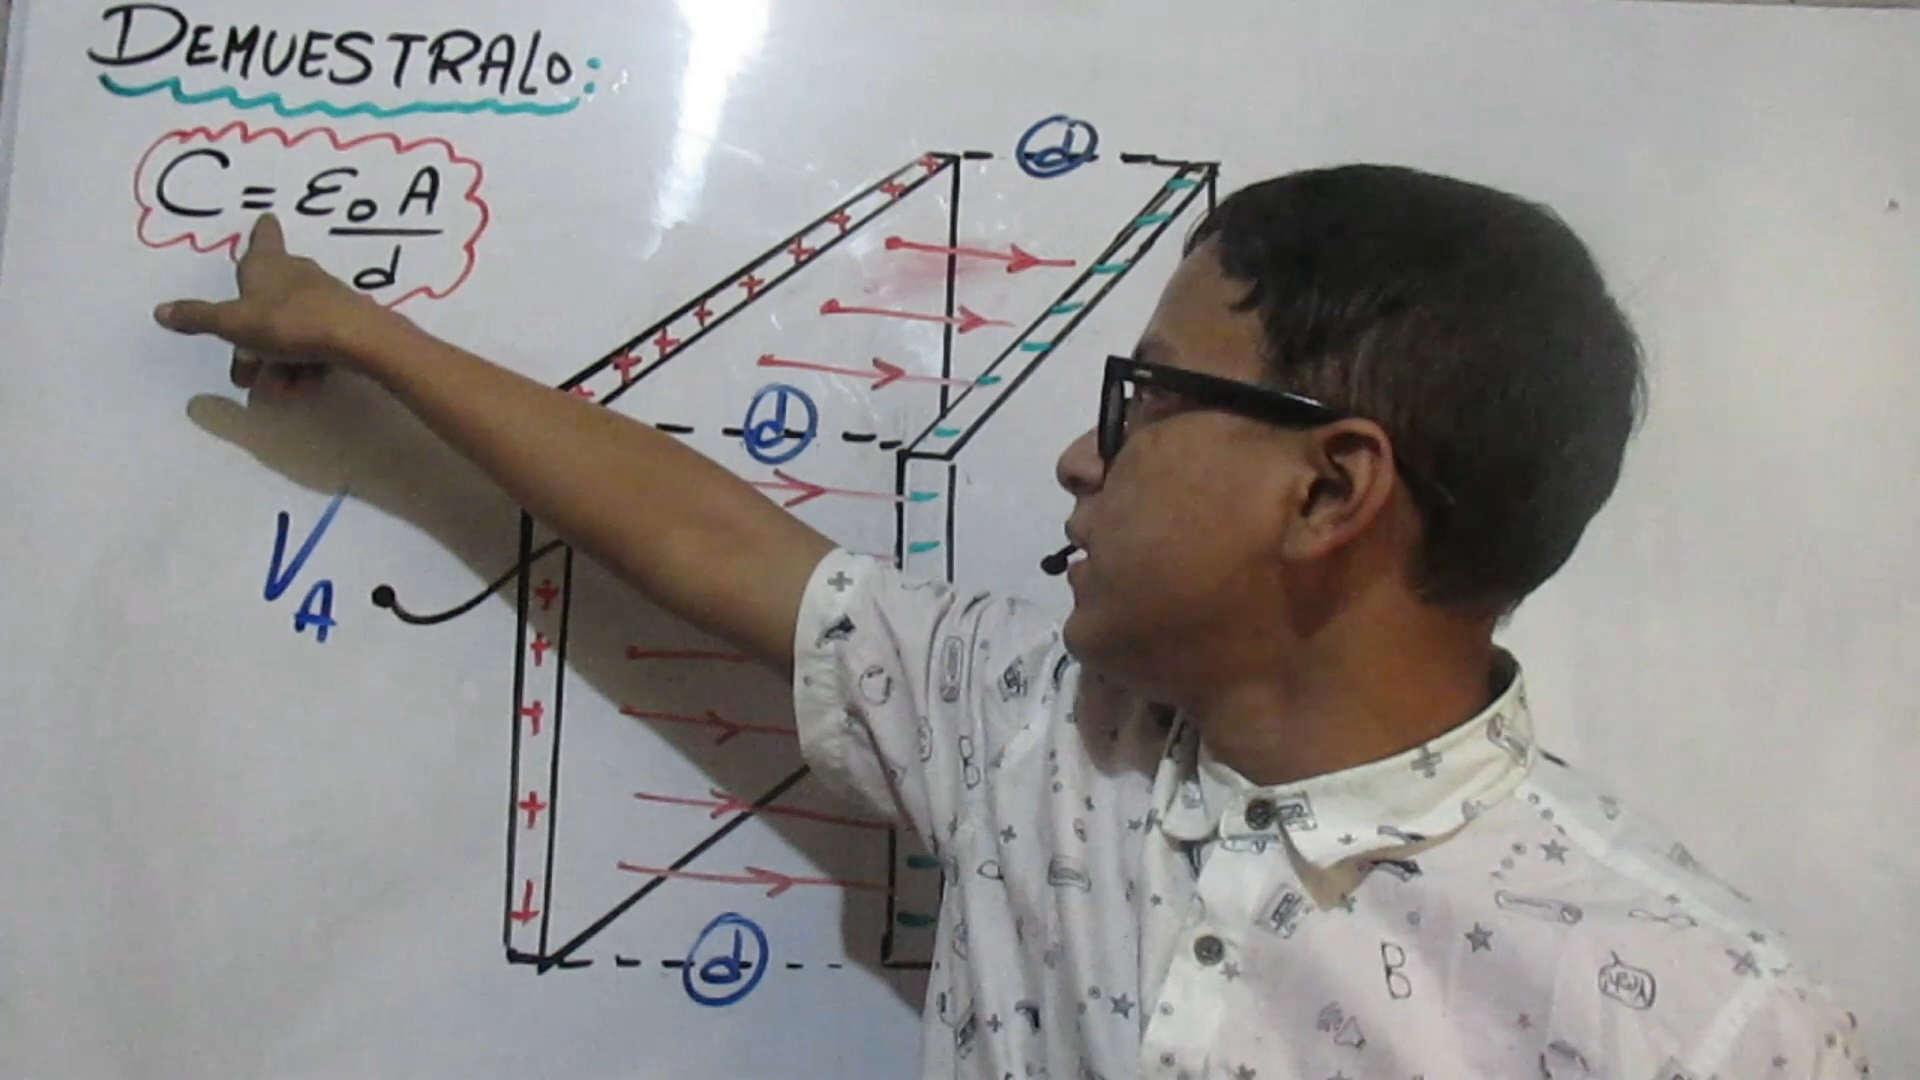 DEMUESTRALO:
C = ε₀ A
d
d
d
V_A
+ + + + + + + + +
- - - - - - -
+
+
+
+
- -
- -
d
B
B